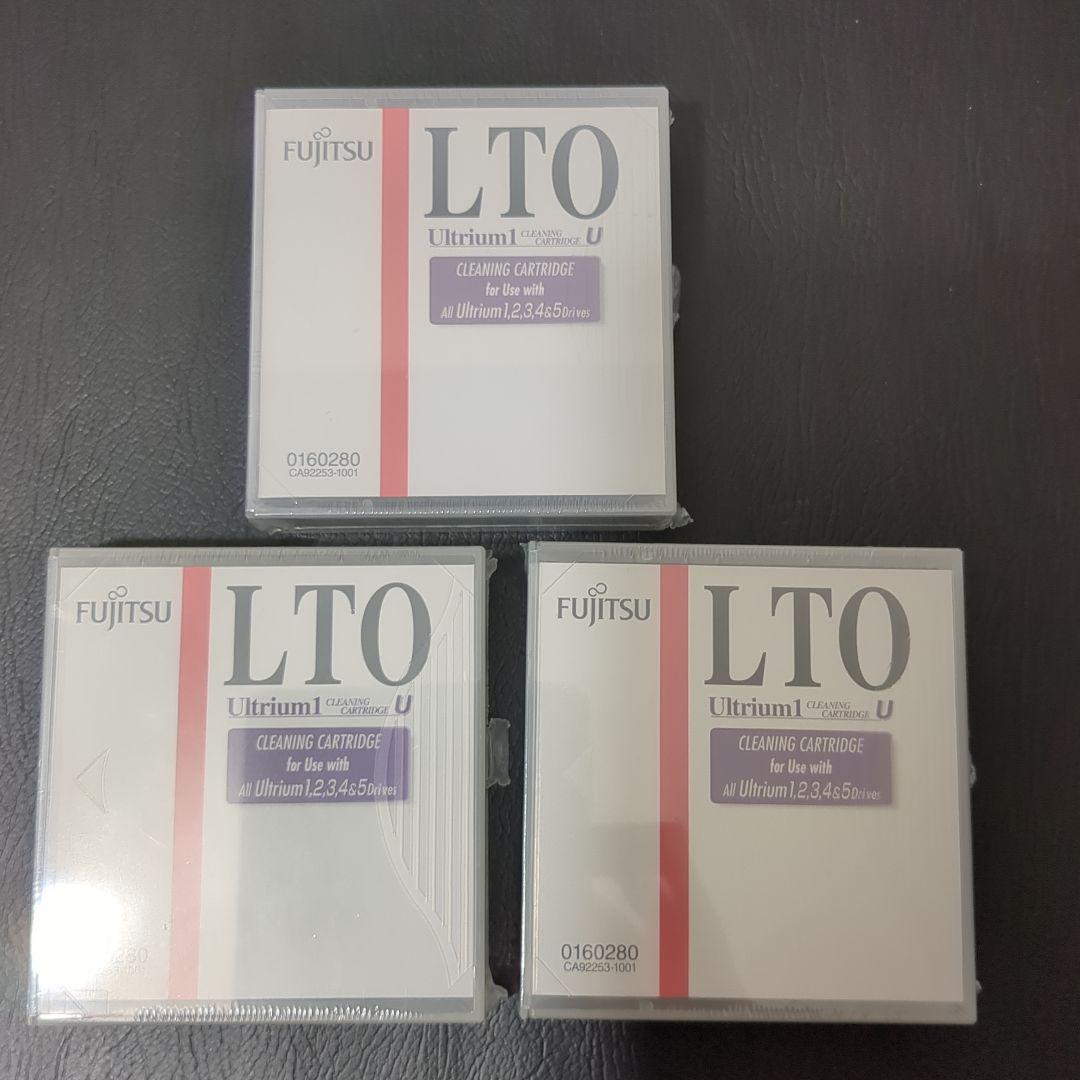 FUJITSU
LTO
Ultrium1 CLEANING CARTRIDGE U
CLEANING CARTRIDGE
for Use with
All Ultrium1,2,3,4&5Drives
0160280
CA92253-1001
FUJITSU
LTO
Ultrium1 CLEANING CARTRIDGE U
CLEANING CARTRIDGE
for Use with
All Ultrium1,2,3,4&5Drives
FUJITSU
LTO
Ultrium1 CLEANING CARTRIDGE U
CLEANING CARTRIDGE
for Use with
All Ultrium1,2,3,4&5Drives
0160280
CA92253-1001